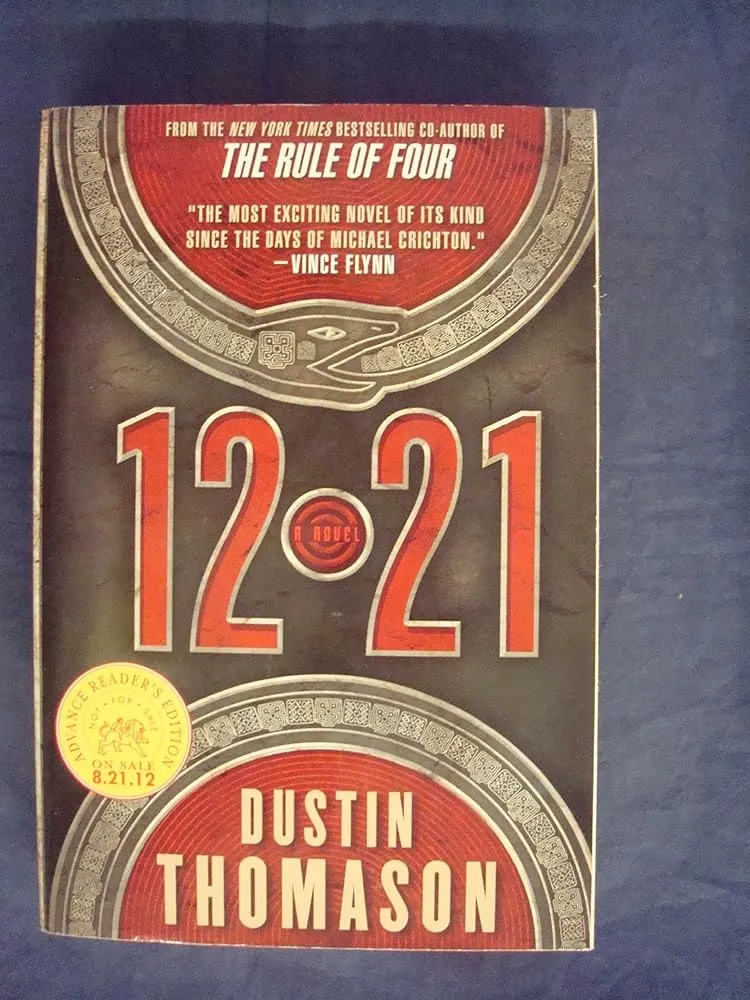 FROM THE NEW YORK TIMES BESTSELLING CO-AUTHOR OF
THE RULE OF FOUR
"THE MOST EXCITING NOVEL OF ITS KIND
SINCE THE DAYS OF MICHAEL CRICHTON."
—VINCE FLYNN
12•21
A NOVEL
ADVANCE READER'S EDITION
NOT • FOR • SALE
ON SALE
8.21.12
DUSTIN
THOMASON